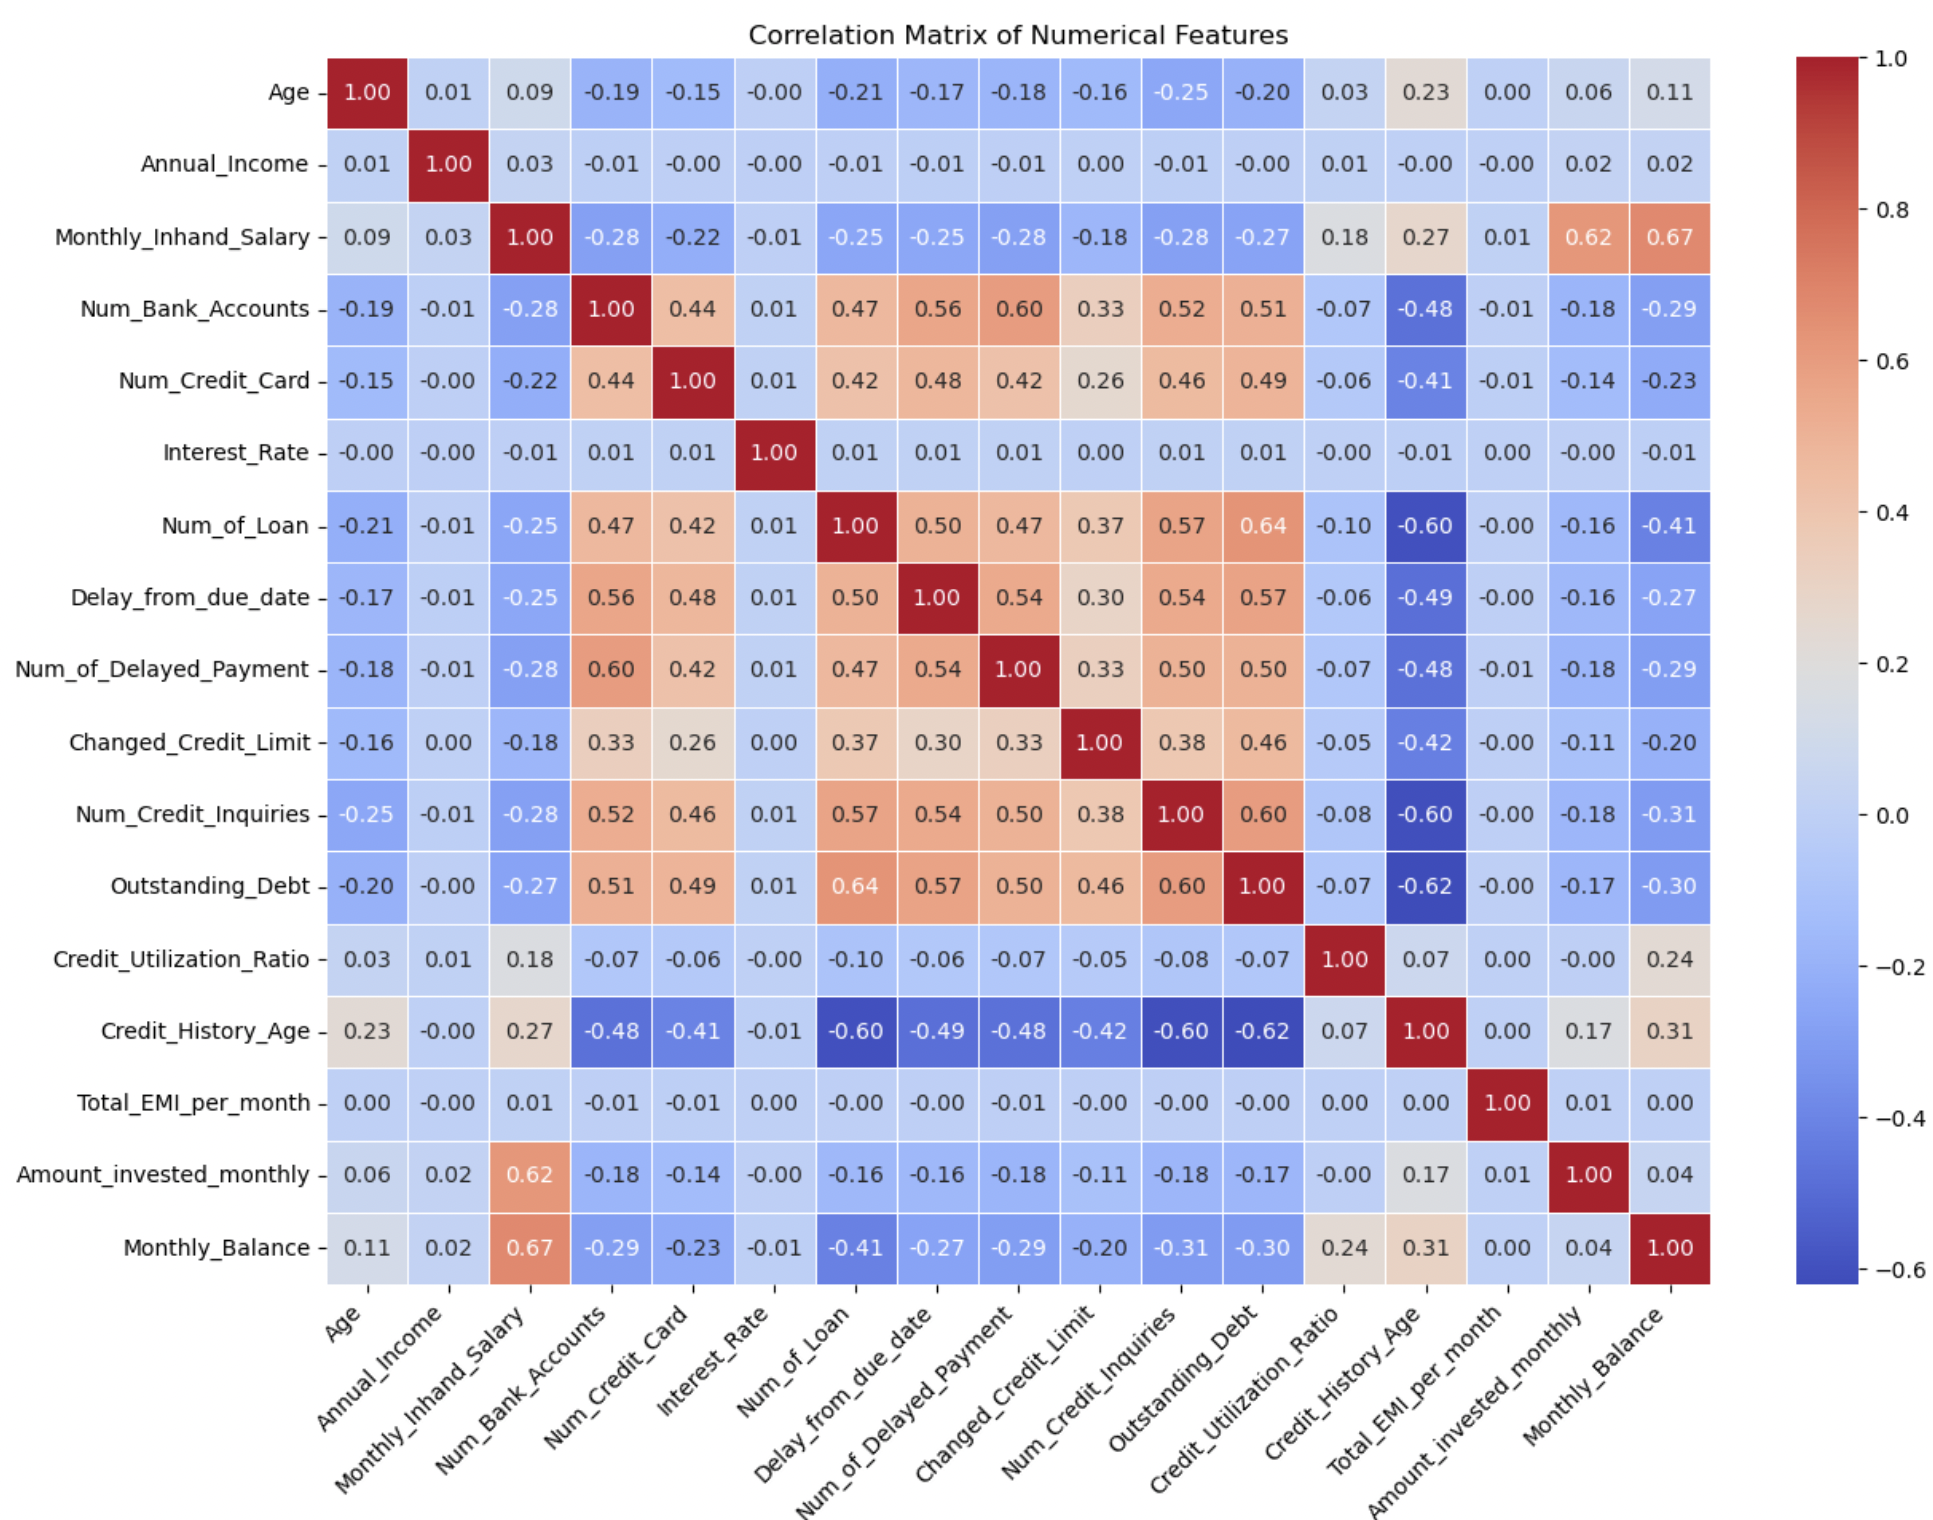 Correlation Matrix of Numerical Features
Age 1.00 0.01 0.09 -0.19 -0.15 -0.00 -0.21 -0.17 -0.18 -0.16 -0.25 -0.20 0.03 0.23 0.00 0.06 0.11
Annual_Income 0.01 1.00 0.03 -0.01 -0.00 -0.00 -0.01 -0.01 -0.01 0.00 -0.01 -0.00 0.01 -0.00 -0.00 0.02 0.02
Monthly_Inhand_Salary 0.09 0.03 1.00 -0.28 -0.22 -0.01 -0.25 -0.25 -0.28 -0.18 -0.28 -0.27 0.18 0.27 0.01 0.62 0.67
Num_Bank_Accounts -0.19 -0.01 -0.28 1.00 0.44 0.01 0.47 0.56 0.60 0.33 0.52 0.51 -0.07 -0.48 -0.01 -0.18 -0.29
Num_Credit_Card -0.15 -0.00 -0.22 0.44 1.00 0.01 0.42 0.48 0.42 0.26 0.46 0.49 -0.06 -0.41 -0.01 -0.14 -0.23
Interest_Rate -0.00 -0.00 -0.01 0.01 0.01 1.00 0.01 0.01 0.01 0.00 0.01 0.01 -0.00 -0.01 0.00 -0.00 -0.01
Num_of_Loan -0.21 -0.01 -0.25 0.47 0.42 0.01 1.00 0.50 0.47 0.37 0.57 0.64 -0.10 -0.60 -0.00 -0.16 -0.41
Delay_from_due_date -0.17 -0.01 -0.25 0.56 0.48 0.01 0.50 1.00 0.54 0.30 0.54 0.57 -0.06 -0.49 -0.00 -0.16 -0.27
Num_of_Delayed_Payment -0.18 -0.01 -0.28 0.60 0.42 0.01 0.47 0.54 1.00 0.33 0.50 0.50 -0.07 -0.48 -0.01 -0.18 -0.29
Changed_Credit_Limit -0.16 0.00 -0.18 0.33 0.26 0.00 0.37 0.30 0.33 1.00 0.38 0.46 -0.05 -0.42 -0.00 -0.11 -0.20
Num_Credit_Inquiries -0.25 -0.01 -0.28 0.52 0.46 0.01 0.57 0.54 0.50 0.38 1.00 0.60 -0.08 -0.60 -0.00 -0.18 -0.31
Outstanding_Debt -0.20 -0.00 -0.27 0.51 0.49 0.01 0.64 0.57 0.50 0.46 0.60 1.00 -0.07 -0.62 -0.00 -0.17 -0.30
Credit_Utilization_Ratio 0.03 0.01 0.18 -0.07 -0.06 -0.00 -0.10 -0.06 -0.07 -0.05 -0.08 -0.07 1.00 0.07 0.00 -0.00 0.24
Credit_History_Age 0.23 -0.00 0.27 -0.48 -0.41 -0.01 -0.60 -0.49 -0.48 -0.42 -0.60 -0.62 0.07 1.00 0.00 0.17 0.31
Total_EMI_per_month 0.00 -0.00 0.01 -0.01 -0.01 0.00 -0.00 -0.00 -0.01 -0.00 -0.00 -0.00 0.00 0.00 1.00 0.01 0.00
Amount_invested_monthly 0.06 0.02 0.62 -0.18 -0.14 -0.00 -0.16 -0.16 -0.18 -0.11 -0.18 -0.17 -0.00 0.17 0.01 1.00 0.04
Monthly_Balance 0.11 0.02 0.67 -0.29 -0.23 -0.01 -0.41 -0.27 -0.29 -0.20 -0.31 -0.30 0.24 0.31 0.00 0.04 1.00
Age
Annual_Income
Monthly_Inhand_Salary
Num_Bank_Accounts
Num_Credit_Card
Interest_Rate
Num_of_Loan
Delay_from_due_date
Num_of_Delayed_Payment
Changed_Credit_Limit
Num_Credit_Inquiries
Outstanding_Debt
Credit_Utilization_Ratio
Credit_History_Age
Total_EMI_per_month
Amount_invested_monthly
Monthly_Balance
1.0
0.8
0.6
0.4
0.2
0.0
−0.2
−0.4
−0.6